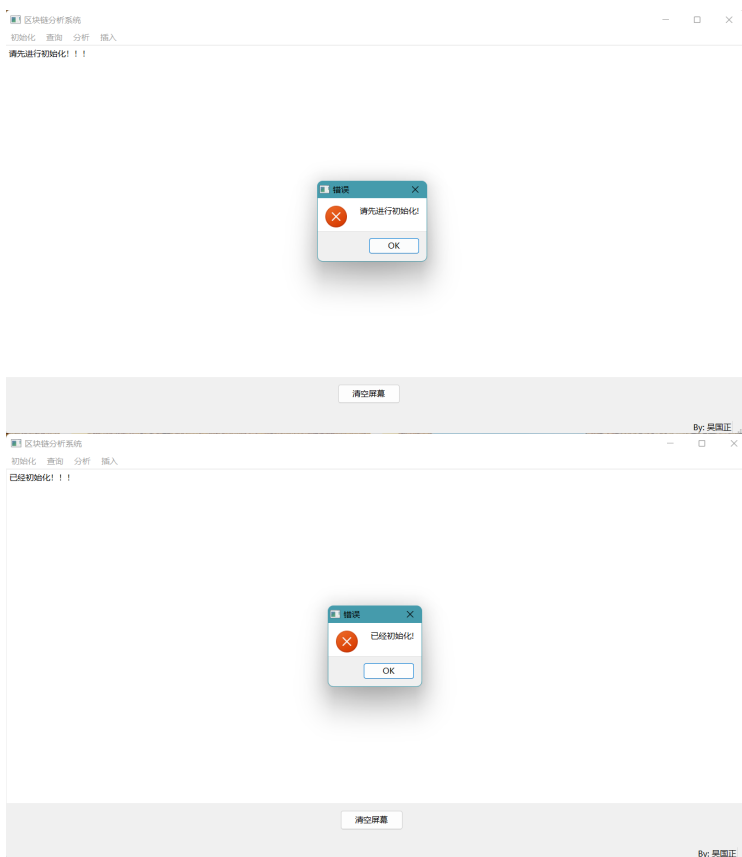 区块链分析系统
初始化 查询 分析 插入
请先进行初始化！！！
错误
请先进行初始化!
OK
清空屏幕
By: 吴国正
区块链分析系统
初始化 查询 分析 插入
已经初始化！！！
错误
已经初始化!
OK
清空屏幕
By: 吴国正